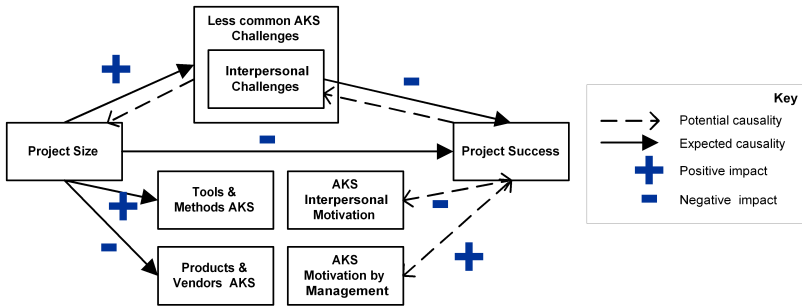 Less common AKS
Challenges
Interpersonal
Challenges
Project Size
Project Success
Tools &
Methods AKS
AKS
Interpersonal
Motivation
Products &
Vendors AKS
AKS
Motivation by
Management
Key
Potential causality
Expected causality
Positive impact
Negative impact